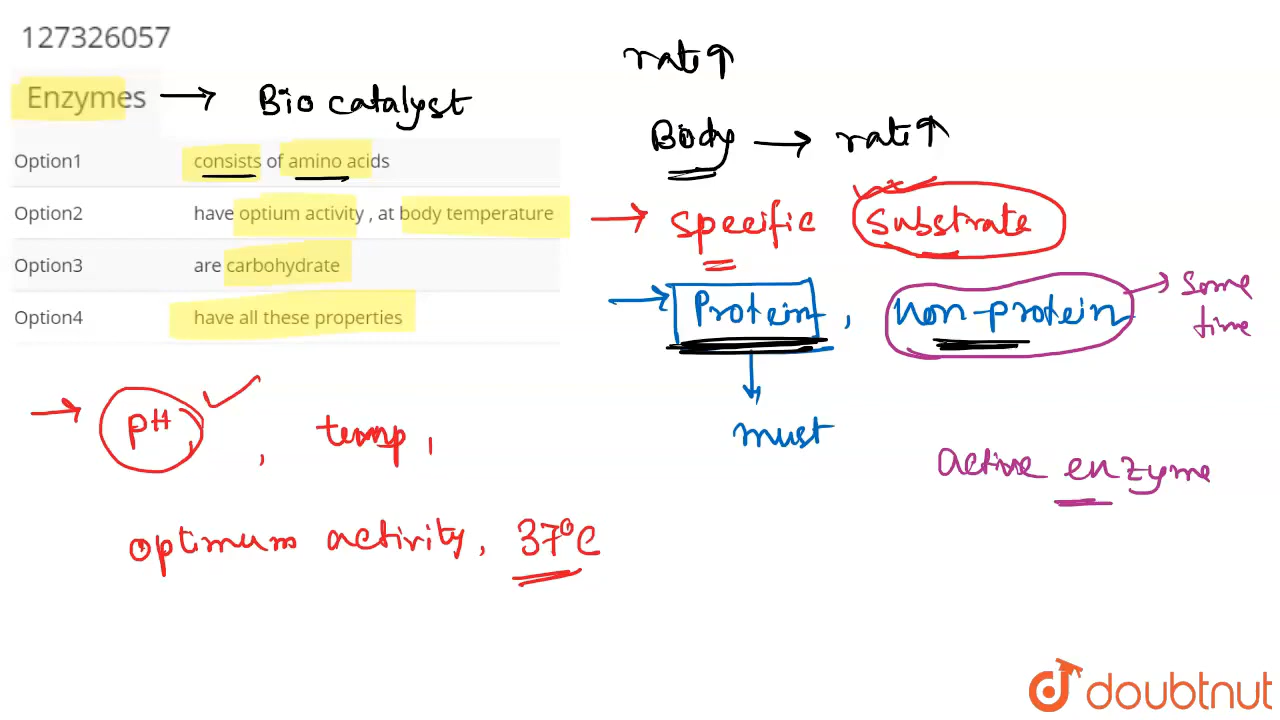 127326057
rate↑
Enzymes → Bio catalyst
Body → rate↑
Option1 consists of amino acids
Option2 have optium activity , at body temperature
→ specific substrate
Option3 are carbohydrate
→ Protein, Non-protein → Some time
Option4 have all these properties
→ pH , temp,
must
active enzyme
optimum activity, 37°C
doubtnut